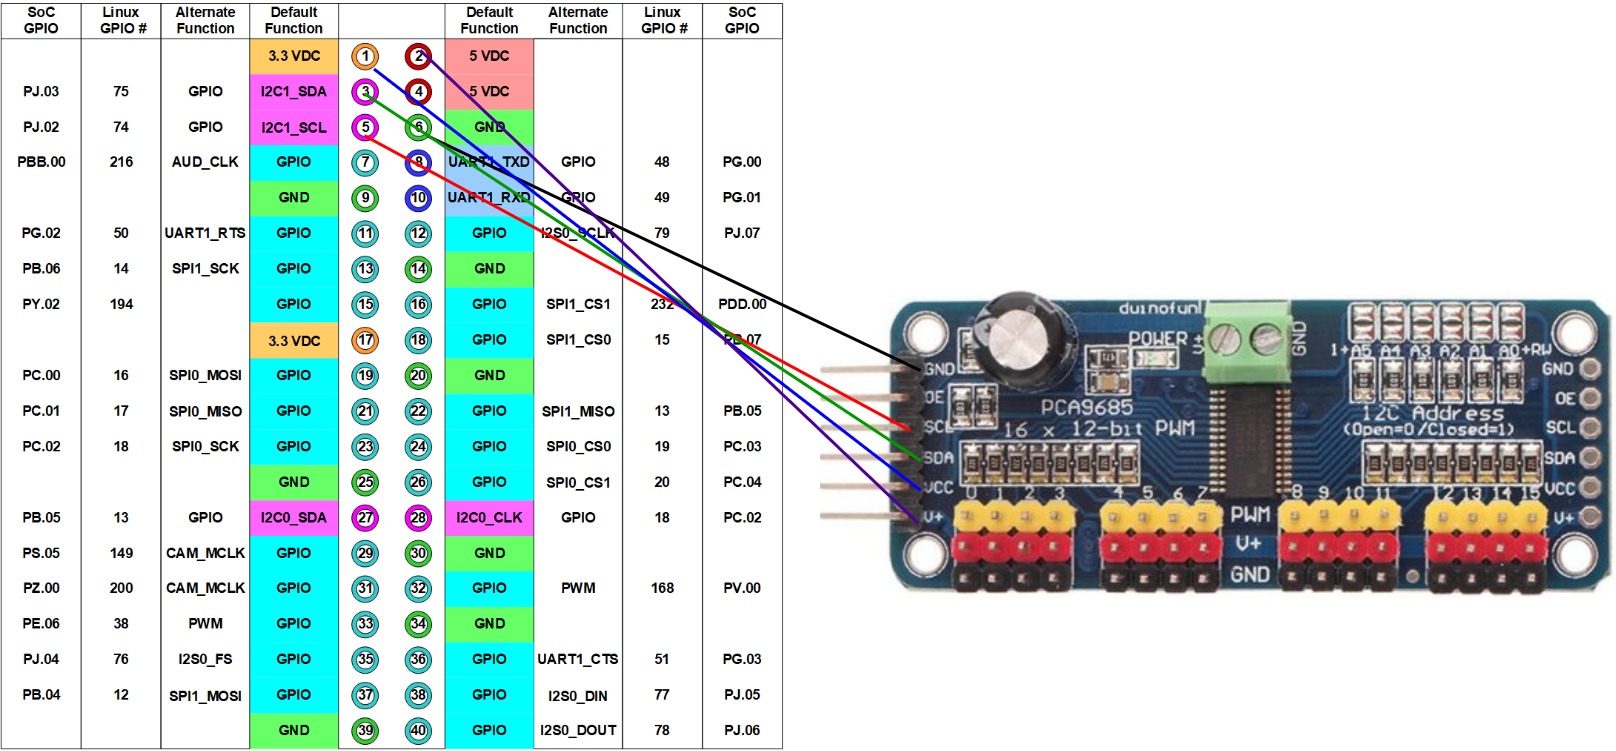 SoC GPIO Linux GPIO # Alternate Function Default Function Default Function Alternate Function Linux GPIO # SoC GPIO
3.3 VDC 1 2 5 VDC
PJ.03 75 GPIO I2C1_SDA 3 4 5 VDC
PJ.02 74 GPIO I2C1_SCL 5 6 GND
PBB.00 216 AUD_CLK GPIO 7 8 UART1_TXD GPIO 48 PG.00
GND 9 10 UART1_RXD GPIO 49 PG.01
PG.02 50 UART1_RTS GPIO 11 12 GPIO I2S0_SCLK 79 PJ.07
PB.06 14 SPI1_SCK GPIO 13 14 GND
PY.02 194 GPIO 15 16 GPIO SPI1_CS1 232 PDD.00
3.3 VDC 17 18 GPIO SPI1_CS0 15 PB.07
PC.00 16 SPI0_MOSI GPIO 19 20 GND
PC.01 17 SPI0_MISO GPIO 21 22 GPIO SPI1_MISO 13 PB.05
PC.02 18 SPI0_SCK GPIO 23 24 GPIO SPI0_CS0 19 PC.03
GND 25 26 GPIO SPI0_CS1 20 PC.04
PB.05 13 GPIO I2C0_SDA 27 28 I2C0_CLK GPIO 18 PC.02
PS.05 149 CAM_MCLK GPIO 29 30 GND
PZ.00 200 CAM_MCLK GPIO 31 32 GPIO PWM 168 PV.00
PE.06 38 PWM GPIO 33 34 GND
PJ.04 76 I2S0_FS GPIO 35 36 GPIO UART1_CTS 51 PG.03
PB.04 12 SPI1_MOSI GPIO 37 38 GPIO I2S0_DIN 77 PJ.05
GND 39 40 GPIO I2S0_DOUT 78 PJ.06
duinofun
POWER V+ GND
1+A5 A4 A3 A2 A1 A0+RW
GND
OE
SCL
SDA
VCC
V+
PCA9685
16 x 12-bit PWM
I2C Address
(Open=0/Closed=1)
GND
OE
SCL
SDA
VCC
V+
0 1 2 3 4 5 6 7 8 9 10 11 12 13 14 15
PWM
V+
GND